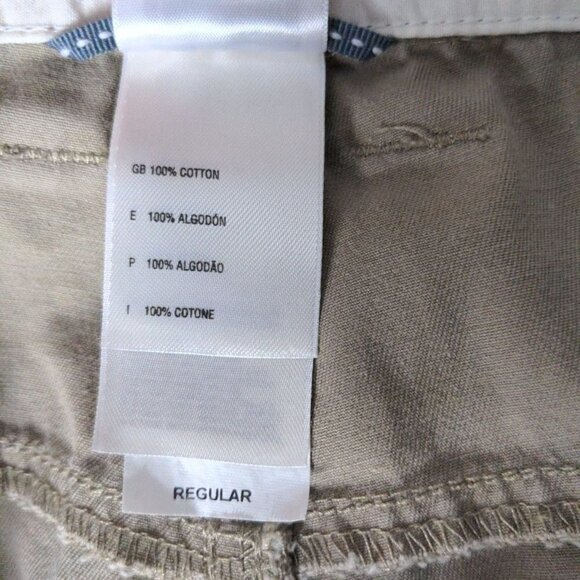 GB 100% COTTON
E 100% ALGODÓN
P 100% ALGODÃO
I 100% COTONE
REGULAR